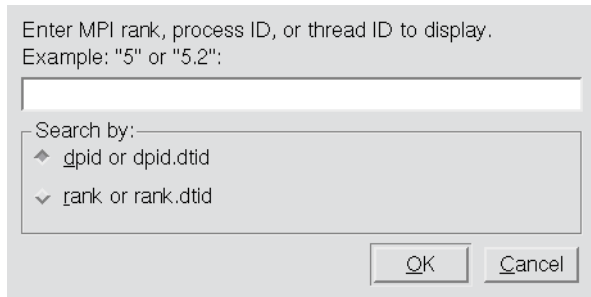 Enter MPI rank, process ID, or thread ID to display.
Example: "5" or "5.2":
Search by:
dpid or dpid.dtid
rank or rank.dtid
OK Cancel